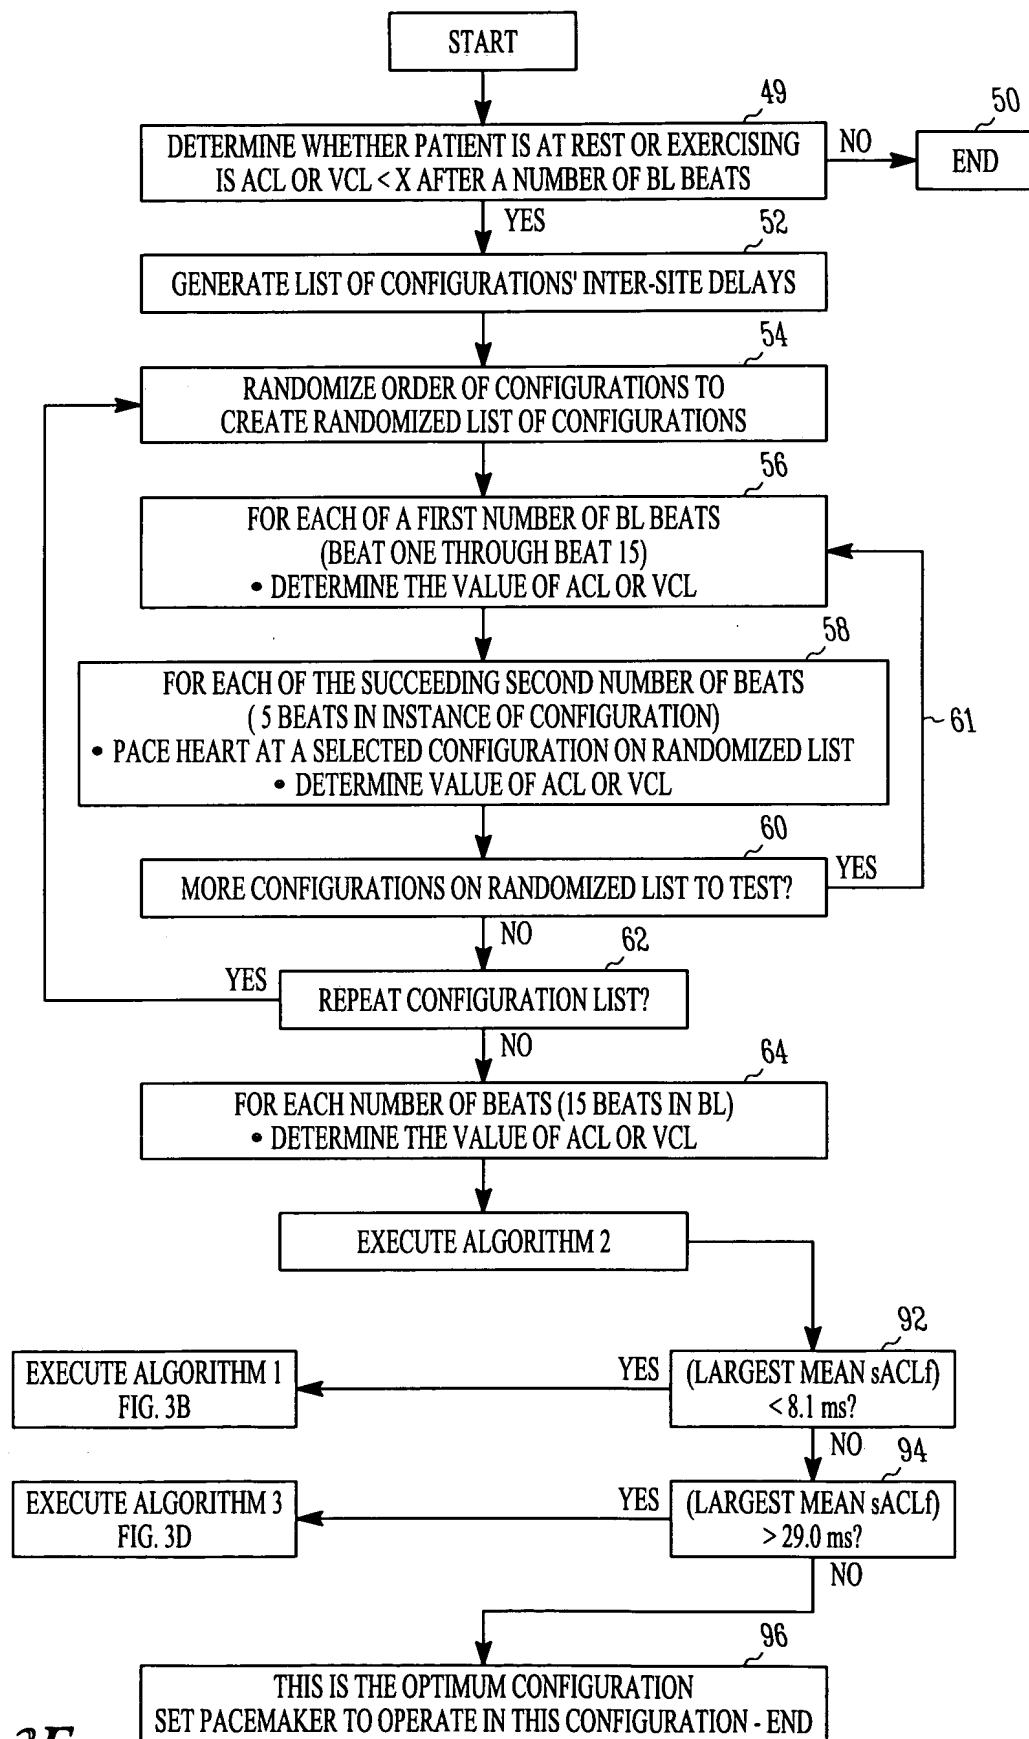 START
49
DETERMINE WHETHER PATIENT IS AT REST OR EXERCISING
IS ACL OR VCL < X AFTER A NUMBER OF BL BEATS
NO
50
END
YES
52
GENERATE LIST OF CONFIGURATIONS' INTER-SITE DELAYS
54
RANDOMIZE ORDER OF CONFIGURATIONS TO
CREATE RANDOMIZED LIST OF CONFIGURATIONS
56
FOR EACH OF A FIRST NUMBER OF BL BEATS
(BEAT ONE THROUGH BEAT 15)
• DETERMINE THE VALUE OF ACL OR VCL
58
FOR EACH OF THE SUCCEEDING SECOND NUMBER OF BEATS
( 5 BEATS IN INSTANCE OF CONFIGURATION)
• PACE HEART AT A SELECTED CONFIGURATION ON RANDOMIZED LIST
• DETERMINE VALUE OF ACL OR VCL
61
60
MORE CONFIGURATIONS ON RANDOMIZED LIST TO TEST?
YES
NO
62
YES
REPEAT CONFIGURATION LIST?
NO
64
FOR EACH NUMBER OF BEATS (15 BEATS IN BL)
• DETERMINE THE VALUE OF ACL OR VCL
EXECUTE ALGORITHM 2
92
(LARGEST MEAN sACLf)
< 8.1 ms?
YES
EXECUTE ALGORITHM 1
FIG. 3B
NO
94
(LARGEST MEAN sACLf)
> 29.0 ms?
YES
EXECUTE ALGORITHM 3
FIG. 3D
NO
96
THIS IS THE OPTIMUM CONFIGURATION
SET PACEMAKER TO OPERATE IN THIS CONFIGURATION - END